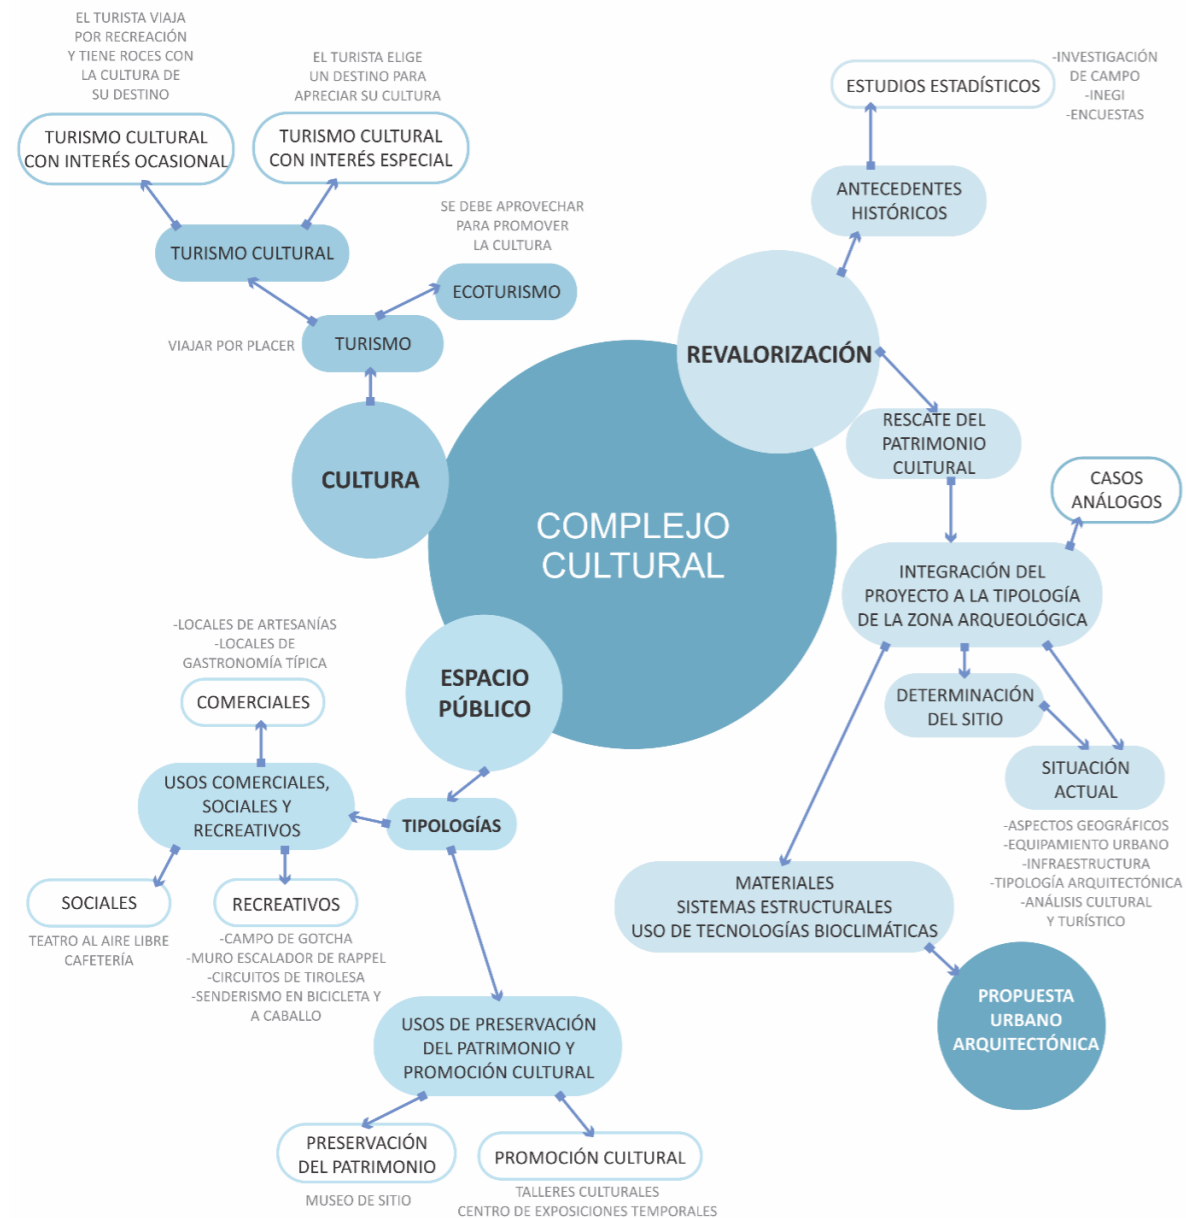 EL TURISTA VIAJA
POR RECREACIÓN
Y TIENE ROCES CON
LA CULTURA DE
SU DESTINO
TURISMO CULTURAL
CON INTERÉS OCASIONAL
EL TURISTA ELIGE
UN DESTINO PARA
APRECIAR SU CULTURA
TURISMO CULTURAL
CON INTERÉS ESPECIAL
TURISMO CULTURAL
SE DEBE APROVECHAR
PARA PROMOVER
LA CULTURA
ECOTURISMO
VIAJAR POR PLACER
TURISMO
CULTURA
COMPLEJO
CULTURAL
REVALORIZACIÓN
ESTUDIOS ESTADÍSTICOS
-INVESTIGACIÓN
DE CAMPO
-INEGI
-ENCUESTAS
ANTECEDENTES
HISTÓRICOS
RESCATE DEL
PATRIMONIO
CULTURAL
CASOS
ANÁLOGOS
INTEGRACIÓN DEL
PROYECTO A LA TIPOLOGÍA
DE LA ZONA ARQUEOLÓGICA
DETERMINACIÓN
DEL SITIO
SITUACIÓN
ACTUAL
-ASPECTOS GEOGRÁFICOS
-EQUIPAMIENTO URBANO
-INFRAESTRUCTURA
-TIPOLOGÍA ARQUITECTÓNICA
-ANÁLISIS CULTURAL
Y TURÍSTICO
MATERIALES
SISTEMAS ESTRUCTURALES
USO DE TECNOLOGÍAS BIOCLIMÁTICAS
PROPUESTA
URBANO
ARQUITECTÓNICA
ESPACIO
PÚBLICO
TIPOLOGÍAS
-LOCALES DE ARTESANÍAS
-LOCALES DE
GASTRONOMÍA TÍPICA
COMERCIALES
USOS COMERCIALES,
SOCIALES Y
RECREATIVOS
SOCIALES
TEATRO AL AIRE LIBRE
CAFETERÍA
RECREATIVOS
-CAMPO DE GOTCHA
-MURO ESCALADOR DE RAPPEL
-CIRCUITOS DE TIROLESA
-SENDERISMO EN BICICLETA Y
A CABALLO
USOS DE PRESERVACIÓN
DEL PATRIMONIO Y
PROMOCIÓN CULTURAL
PRESERVACIÓN
DEL PATRIMONIO
MUSEO DE SITIO
PROMOCIÓN CULTURAL
TALLERES CULTURALES
CENTRO DE EXPOSICIONES TEMPORALES